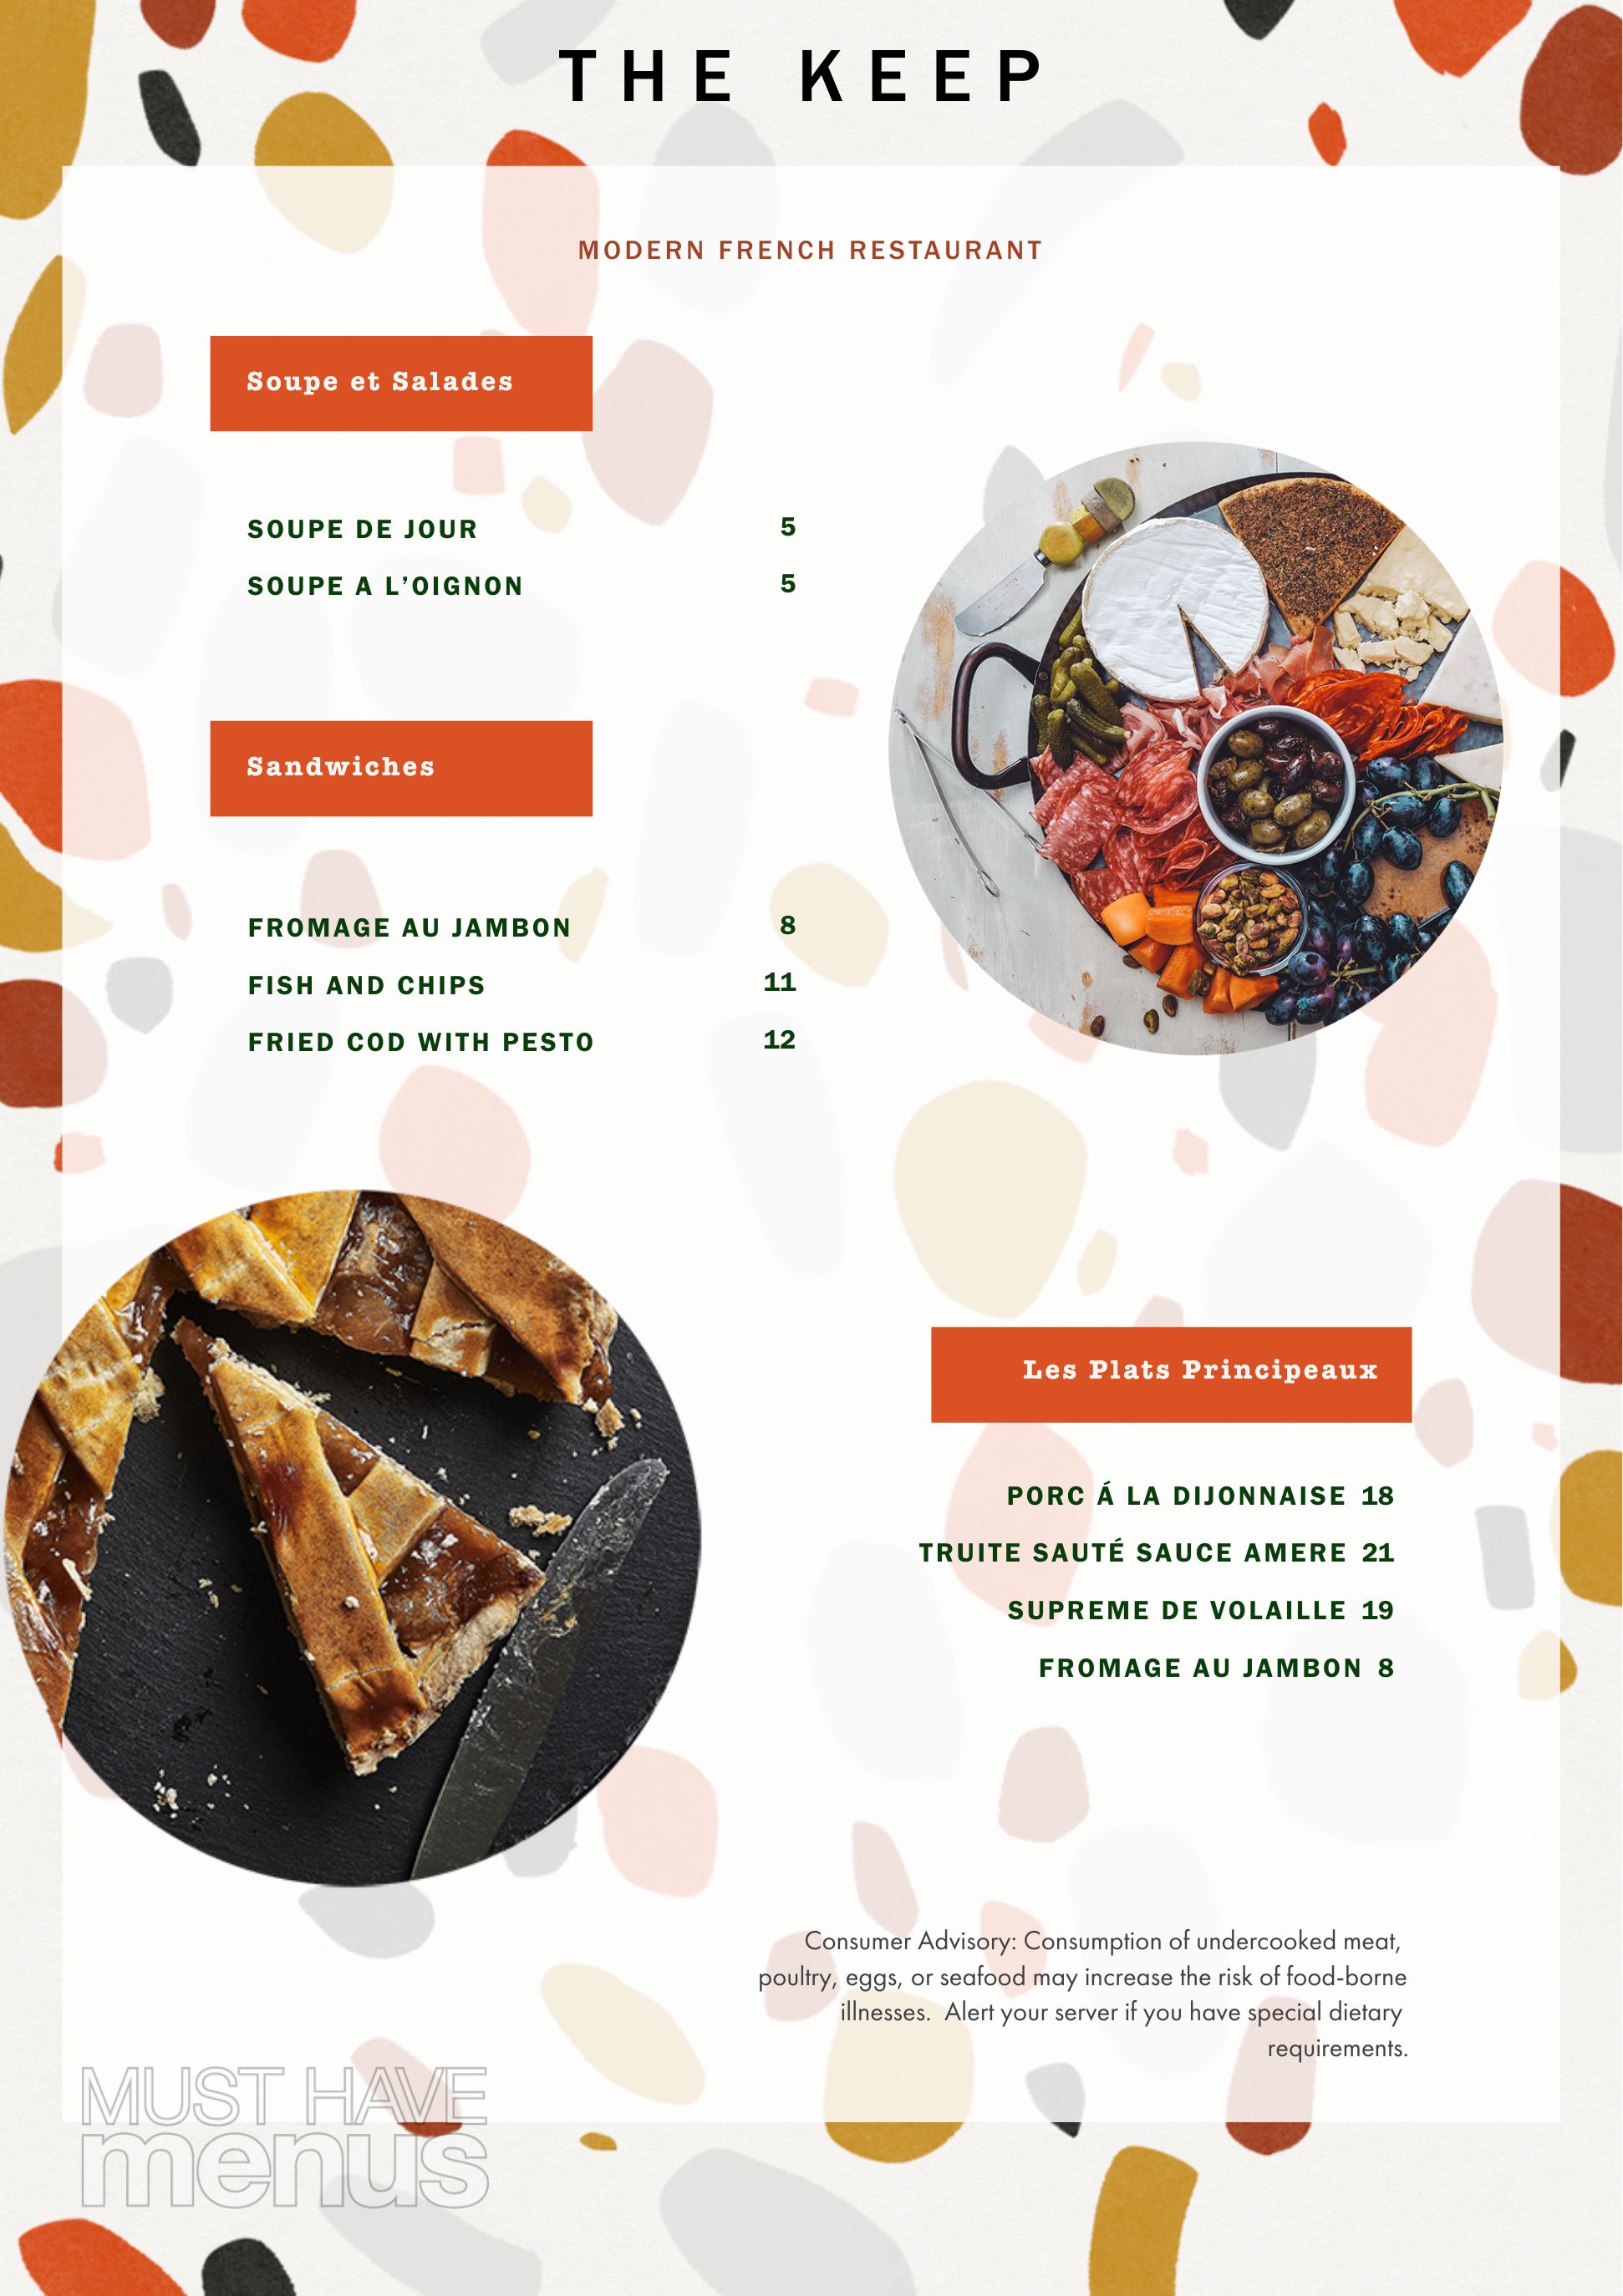 THE KEEP
MODERN FRENCH RESTAURANT
Soupe et Salades
SOUPE DE JOUR 5
SOUPE A L’OIGNON 5
Sandwiches
FROMAGE AU JAMBON 8
FISH AND CHIPS 11
FRIED COD WITH PESTO 12
Les Plats Principeaux
PORC Á LA DIJONNAISE 18
TRUITE SAUTÉ SAUCE AMERE 21
SUPREME DE VOLAILLE 19
FROMAGE AU JAMBON 8
Consumer Advisory: Consumption of undercooked meat,
poultry, eggs, or seafood may increase the risk of food-borne
illnesses.  Alert your server if you have special dietary
requirements.
MUST HAVE
menus